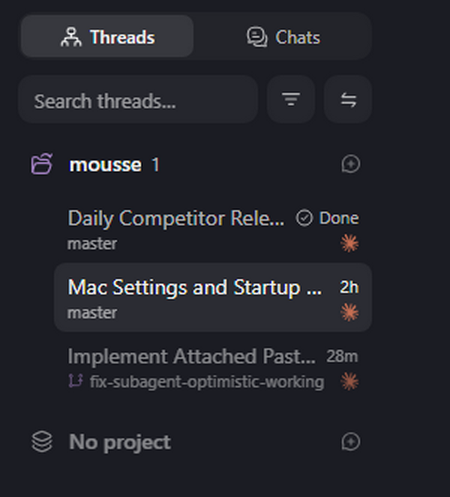 Threads Chats
Search threads...
mousse 1
Daily Competitor Rele... Done
master
Mac Settings and Startup ... 2h
master
Implement Attached Past... 28m
fix-subagent-optimistic-working
No project